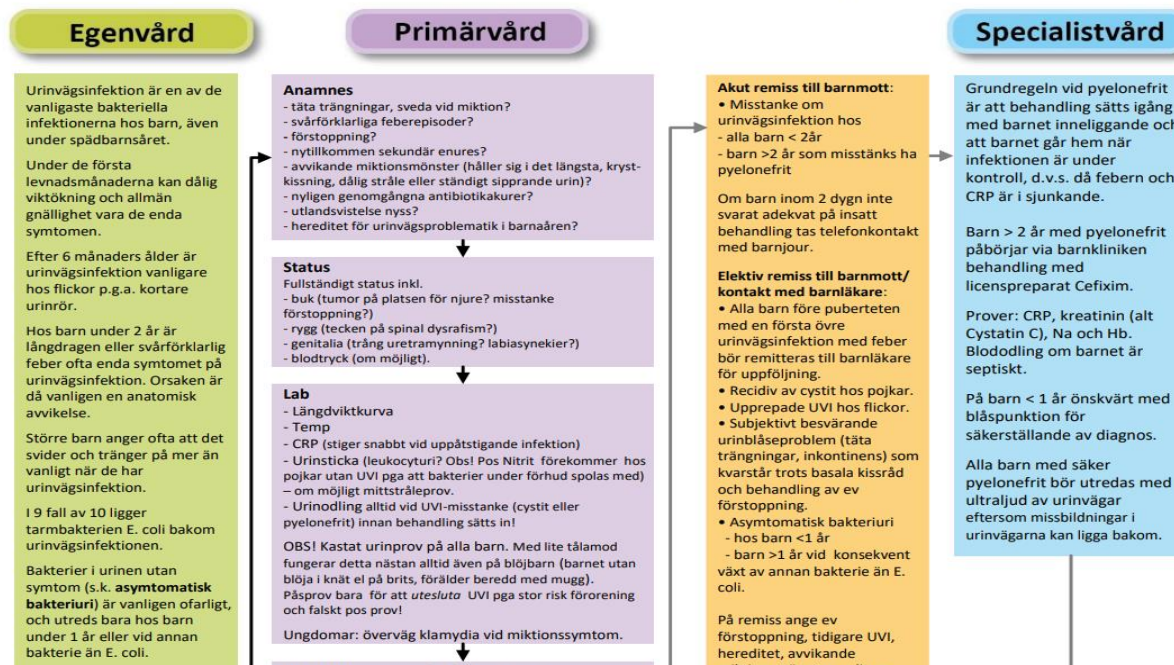 Egenvård
Urinvägsinfektion är en av de
vanligaste bakteriella
infektionerna hos barn, även
under spädbarnsåret.
Under de första
levnadsmånaderna kan dålig
viktökning och allmän
gnällighet vara de enda
symtomen.
Efter 6 månaders ålder är
urinvägsinfektion vanligare
hos flickor p.g.a. kortare
urinrör.
Hos barn under 2 år är
långdragen eller svårförklarlig
feber ofta enda symtomet på
urinvägsinfektion. Orsaken är
då vanligen en anatomisk
avvikelse.
Större barn anger ofta att det
svider och tränger på mer än
vanligt när de har
urinvägsinfektion.
I 9 fall av 10 ligger
tarmbakterien E. coli bakom
urinvägsinfektionen.
Bakterier i urinen utan
symtom (s.k. asymtomatisk
bakteriuri) är vanligen ofarligt,
och utreds bara hos barn
under 1 år eller vid annan
bakterie än E. coli.
Primärvård
Anamnes
- täta trängningar, sveda vid miktion?
- svårförklarliga feberepisoder?
- förstoppning?
- nytillkommen sekundär enures?
- avvikande miktionsmönster (håller sig i det längsta, kryst-
kissning, dålig stråle eller ständigt sipprande urin)?
- nyligen genomgångna antibiotikakurer?
- utlandsvistelse nyss?
- hereditet för urinvägsproblematik i barnaåren?
Status
Fullständigt status inkl.
- buk (tumor på platsen för njure? misstanke
förstoppning?)
- rygg (tecken på spinal dysrafism?)
- genitalia (trång uretramynning? labiasynekier?)
- blodtryck (om möjligt).
Lab
- Längdviktkurva
- Temp
- CRP (stiger snabbt vid uppåtstigande infektion)
- Urinsticka (leukocyturi? Obs! Pos Nitrit förekommer hos
pojkar utan UVI pga att bakterier under förhud spolas med)
– om möjligt mittstråleprov.
- Urinodling alltid vid UVI-misstanke (cystit eller
pyelonefrit) innan behandling sätts in!
OBS! Kastat urinprov på alla barn. Med lite tålamod
fungerar detta nästan alltid även på blöjbarn (barnet utan
blöja i knät el på brits, förälder beredd med mugg).
Påsprov bara för att utesluta UVI pga stor risk förorening
och falskt pos prov!
Ungdomar: överväg klamydia vid miktionssymtom.
Akut remiss till barnmott:
• Misstanke om
urinvägsinfektion hos
- alla barn < 2år
- barn >2 år som misstänks ha
pyelonefrit
Om barn inom 2 dygn inte
svarat adekvat på insatt
behandling tas telefonkontakt
med barnjour.
Elektiv remiss till barnmott/
kontakt med barnläkare:
• Alla barn före puberteten
med en första övre
urinvägsinfektion med feber
bör remitteras till barnläkare
för uppföljning.
• Recidiv av cystit hos pojkar.
• Upprepade UVI hos flickor.
• Subjektivt besvärande
urinblåseproblem (täta
trängningar, inkontinens) som
kvarstår trots basala kissråd
och behandling av ev
förstoppning.
• Asymtomatisk bakteriuri
- hos barn <1 år
- barn >1 år vid konsekvent
växt av annan bakterie än E.
coli.
På remiss ange ev
förstoppning, tidigare UVI,
hereditet, avvikande
Specialistvård
Grundregeln vid pyelonefrit
är att behandling sätts igång
med barnet inneliggande och
att barnet går hem när
infektionen är under
kontroll, d.v.s. då febern och
CRP är i sjunkande.
Barn > 2 år med pyelonefrit
påbörjar via barnkliniken
behandling med
licenspreparat Cefixim.
Prover: CRP, kreatinin (alt
Cystatin C), Na och Hb.
Blododling om barnet är
septiskt.
På barn < 1 år önskvärt med
blåspunktion för
säkerställande av diagnos.
Alla barn med säker
pyelonefrit bör utredas med
ultraljud av urinvägar
eftersom missbildningar i
urinvägarna kan ligga bakom.